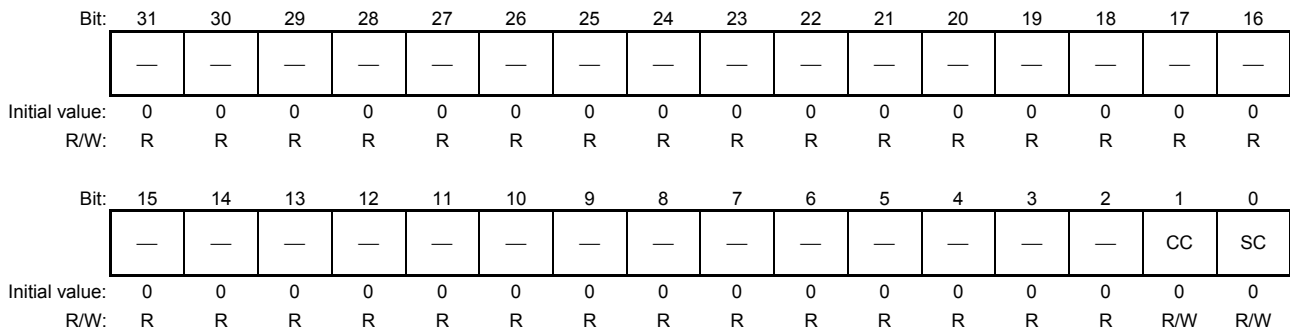 Bit: 31 30 29 28 27 26 25 24 23 22 21 20 19 18 17 16
— — — — — — — — — — — — — — — —
Initial value: 0 0 0 0 0 0 0 0 0 0 0 0 0 0 0 0
R/W: R R R R R R R R R R R R R R R R
Bit: 15 14 13 12 11 10 9 8 7 6 5 4 3 2 1 0
— — — — — — — — — — — — — — CC SC
Initial value: 0 0 0 0 0 0 0 0 0 0 0 0 0 0 0 0
R/W: R R R R R R R R R R R R R R R/W R/W